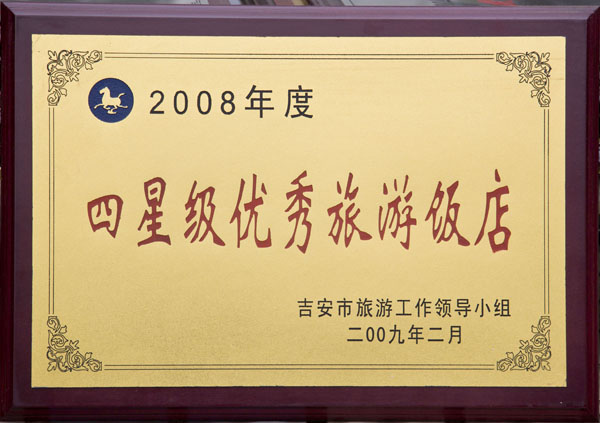 2008年度
四星级优秀旅游饭店
吉安市旅游工作领导小组
二00九年二月